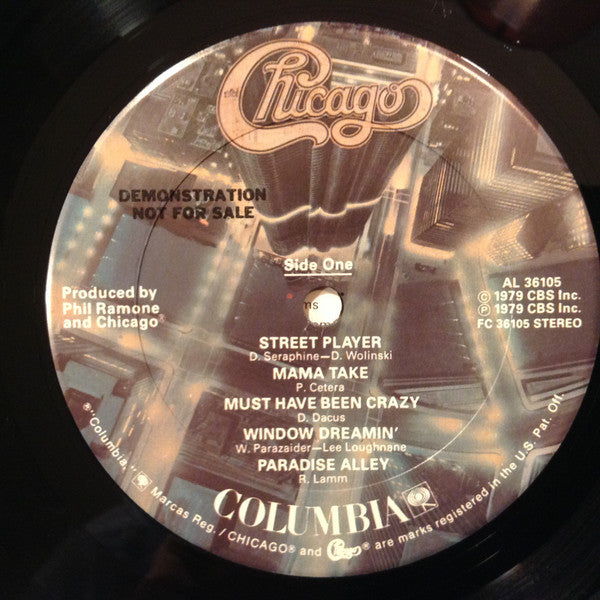 Chicago
DEMONSTRATION
NOT FOR SALE
Side One
Produced by
Phil Ramone
and Chicago®
AL 36105
© 1979 CBS Inc.
℗ 1979 CBS Inc.
FC 36105 STEREO
STREET PLAYER
D. Seraphine—D. Wolinski
MAMA TAKE
P. Cetera
MUST HAVE BEEN CRAZY
D. Dacus
WINDOW DREAMIN'
W. Parazaider—Lee Loughnane
PARADISE ALLEY
R. Lamm
COLUMBIA
®"Columbia," Marcas Reg./CHICAGO® and Chicago® are marks registered in the U.S. Pat. Off.